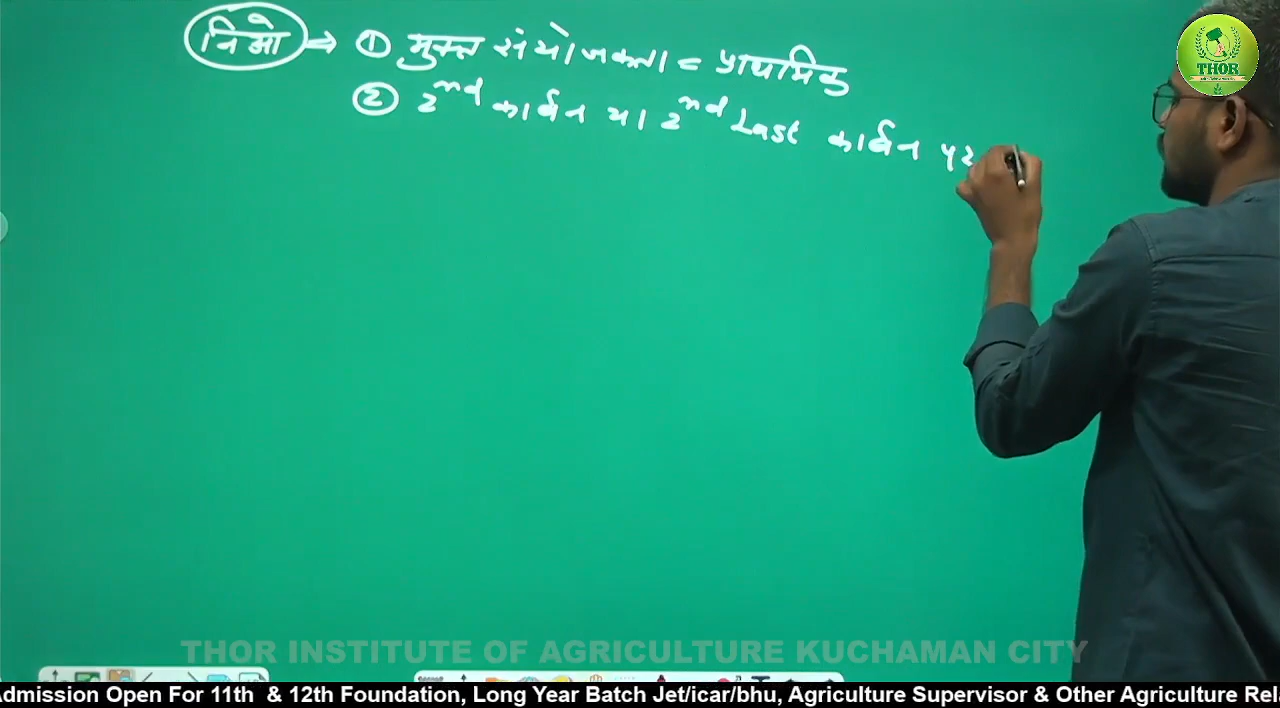 निओ ⇒ ① मुक्त संयोजकता = प्राथमिक
② 2nd कार्बन या 2nd Last कार्बन पर
THOR
THOR INSTITUTE OF AGRICULTURE KUCHAMAN CITY
Admission Open For 11th & 12th Foundation, Long Year Batch Jet/icar/bhu, Agriculture Supervisor & Other Agriculture Rel